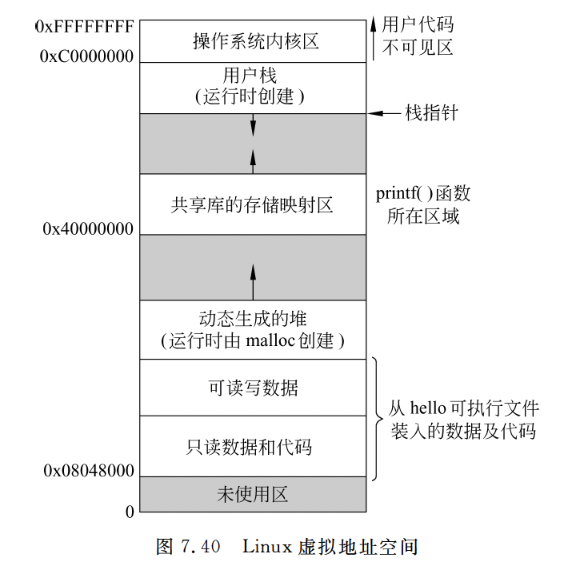 0xFFFFFFFF
操作系统内核区
用户代码
不可见区
0xC0000000
用户栈
(运行时创建)
栈指针
共享库的存储映射区
printf( )函数
所在区域
0x40000000
动态生成的堆
(运行时由 malloc 创建)
可读写数据
从 hello 可执行文件
装入的数据及代码
只读数据和代码
0x08048000
未使用区
0
图 7.40 Linux 虚拟地址空间